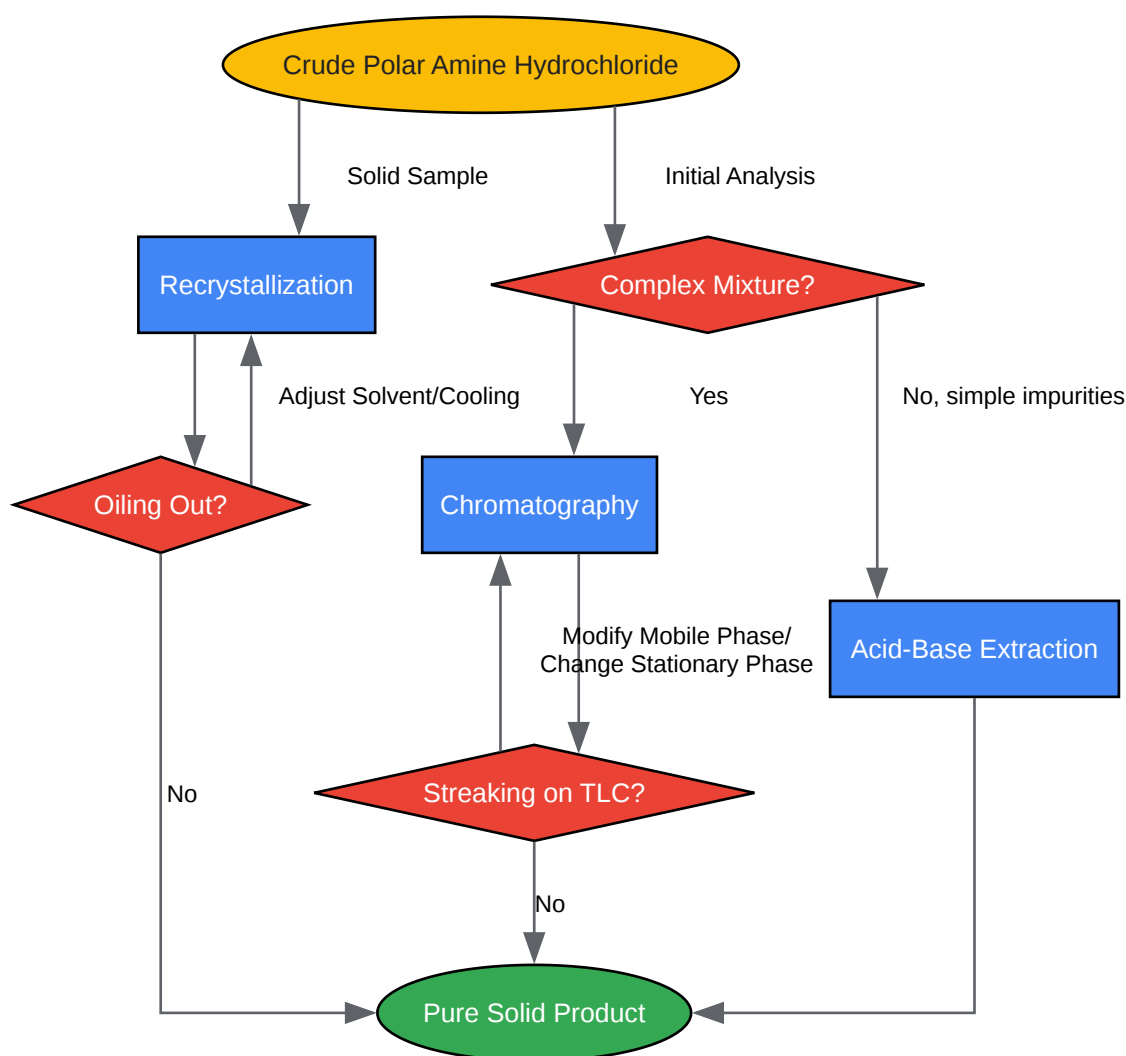 Crude Polar Amine Hydrochloride
Solid Sample
Initial Analysis
Recrystallization
Complex Mixture?
Adjust Solvent/Cooling
Yes
No, simple impurities
Oiling Out?
Chromatography
Modify Mobile Phase/
Change Stationary Phase
Acid-Base Extraction
Streaking on TLC?
No
No
Pure Solid Product